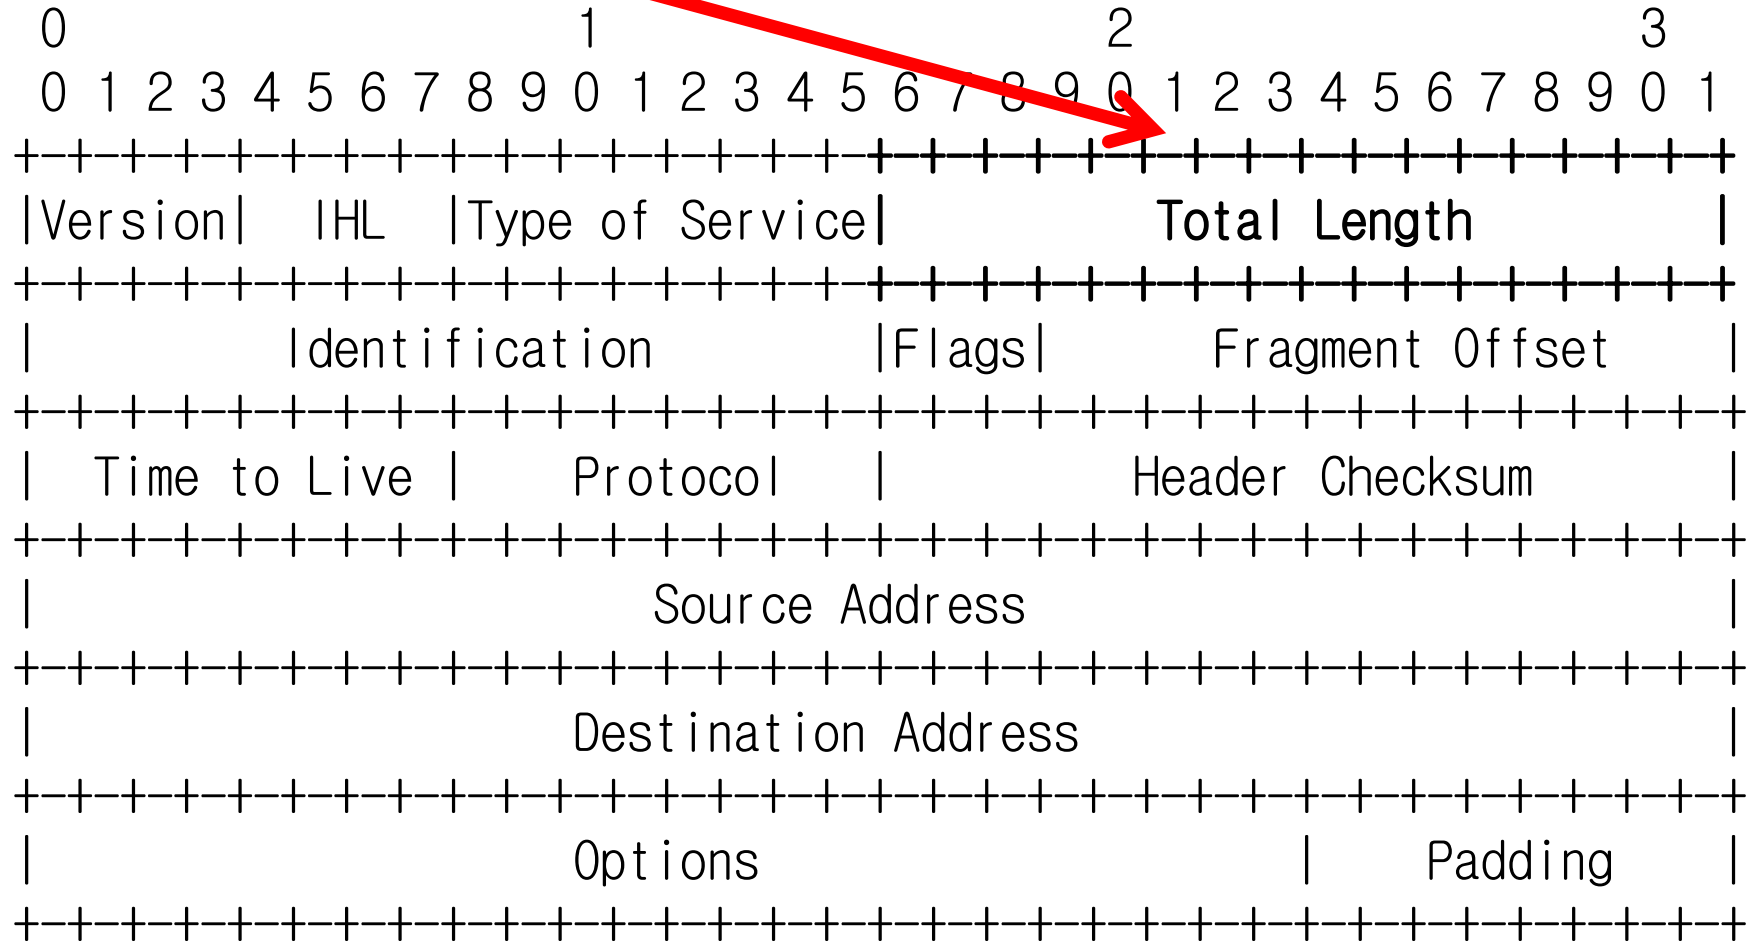 0                   1                   2                   3
0 1 2 3 4 5 6 7 8 9 0 1 2 3 4 5 6 7 8 9 0 1 2 3 4 5 6 7 8 9 0 1
+-+-+-+-+-+-+-+-+-+-+-+-+-+-+-+-+-+-+-+-+-+-+-+-+-+-+-+-+-+-+-+-+
|Version|  IHL  |Type of Service|          Total Length         |
+-+-+-+-+-+-+-+-+-+-+-+-+-+-+-+-+-+-+-+-+-+-+-+-+-+-+-+-+-+-+-+-+
|         Identification        |Flags|      Fragment Offset    |
+-+-+-+-+-+-+-+-+-+-+-+-+-+-+-+-+-+-+-+-+-+-+-+-+-+-+-+-+-+-+-+-+
|  Time to Live |    Protocol   |         Header Checksum       |
+-+-+-+-+-+-+-+-+-+-+-+-+-+-+-+-+-+-+-+-+-+-+-+-+-+-+-+-+-+-+-+-+
|                       Source Address                          |
+-+-+-+-+-+-+-+-+-+-+-+-+-+-+-+-+-+-+-+-+-+-+-+-+-+-+-+-+-+-+-+-+
|                    Destination Address                        |
+-+-+-+-+-+-+-+-+-+-+-+-+-+-+-+-+-+-+-+-+-+-+-+-+-+-+-+-+-+-+-+-+
|                    Options                    |    Padding    |
+-+-+-+-+-+-+-+-+-+-+-+-+-+-+-+-+-+-+-+-+-+-+-+-+-+-+-+-+-+-+-+-+